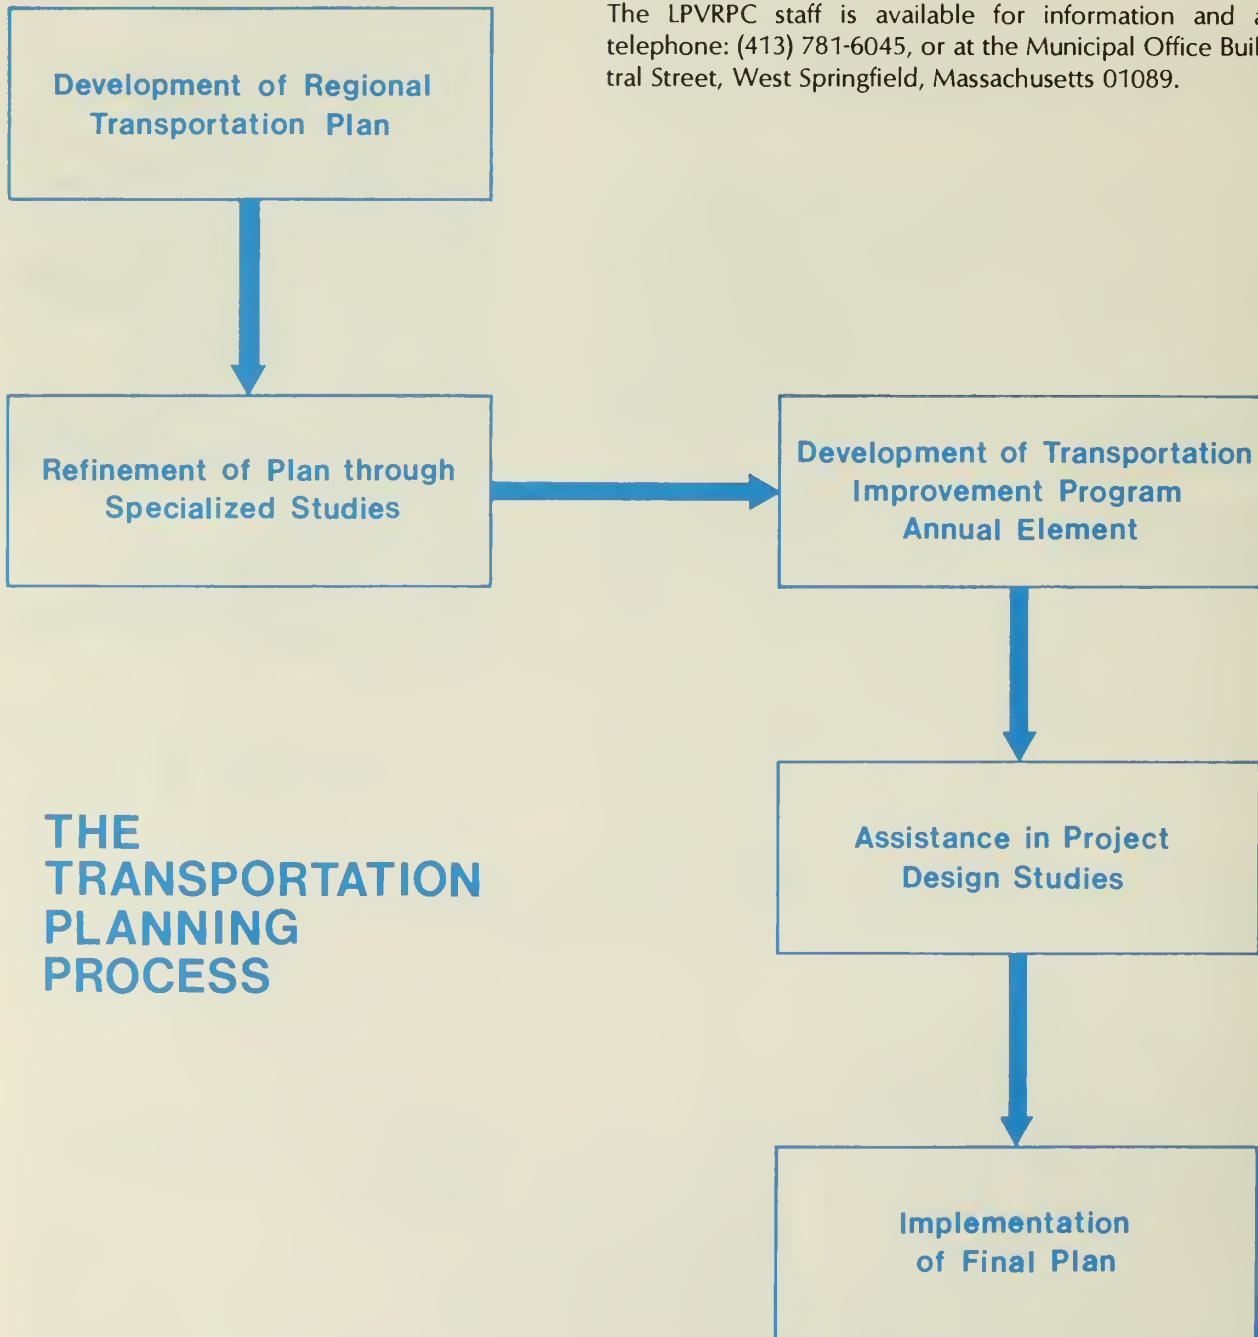 The LPVRPC staff is available for information and
telephone: (413) 781-6045, or at the Municipal Office
tral Street, West Springfield, Massachusetts 01089.
Development of Regional
Transportation Plan
Refinement of Plan through
Specialized Studies
Development of Transportation
Improvement Program
Annual Element
Assistance in Project
Design Studies
Implementation
of Final Plan
THE
TRANSPORTATION
PLANNING
PROCESS